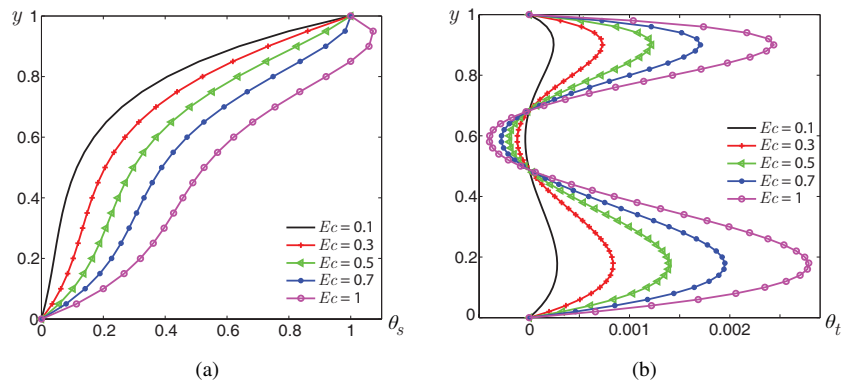 y
1
0.8
0.6
0.4
0.2
0
0 0.2 0.4 0.6 0.8 1 θs
Ec = 0.1
Ec = 0.3
Ec = 0.5
Ec = 0.7
Ec = 1
(a)
y
1
0.8
0.6
0.4
0.2
0
0 0.001 0.002 θt
Ec = 0.1
Ec = 0.3
Ec = 0.5
Ec = 0.7
Ec = 1
(b)